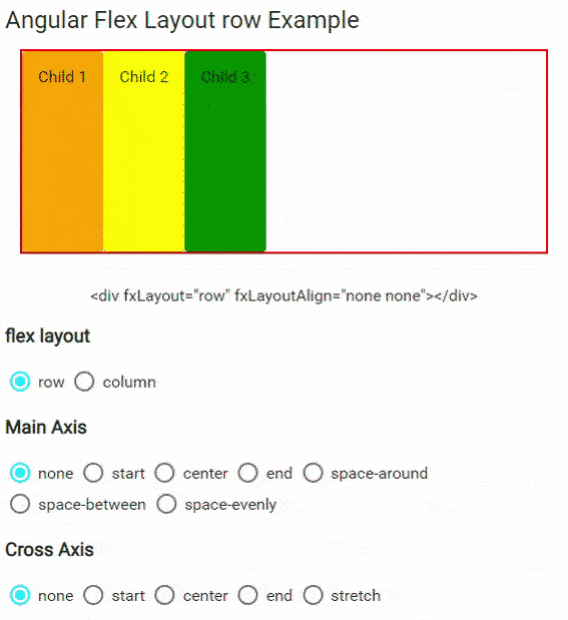 Angular Flex Layout row Example
Child 1 Child 2 Child 3
<div fxLayout="row" fxLayoutAlign="none none"></div>
flex layout
row column
Main Axis
none start center end space-around
space-between space-evenly
Cross Axis
none start center end stretch